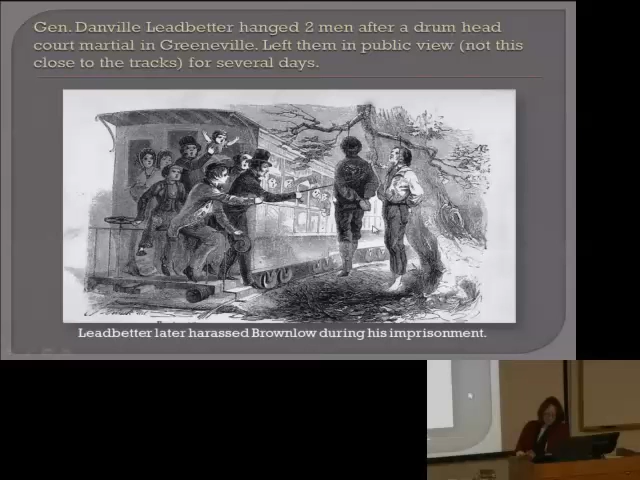 Gen. Danville Leadbetter hanged 2 men after a drum head
court martial in Greeneville. Left them in public view (not this
close to the tracks) for several days.
Leadbetter later harassed Brownlow during his imprisonment.